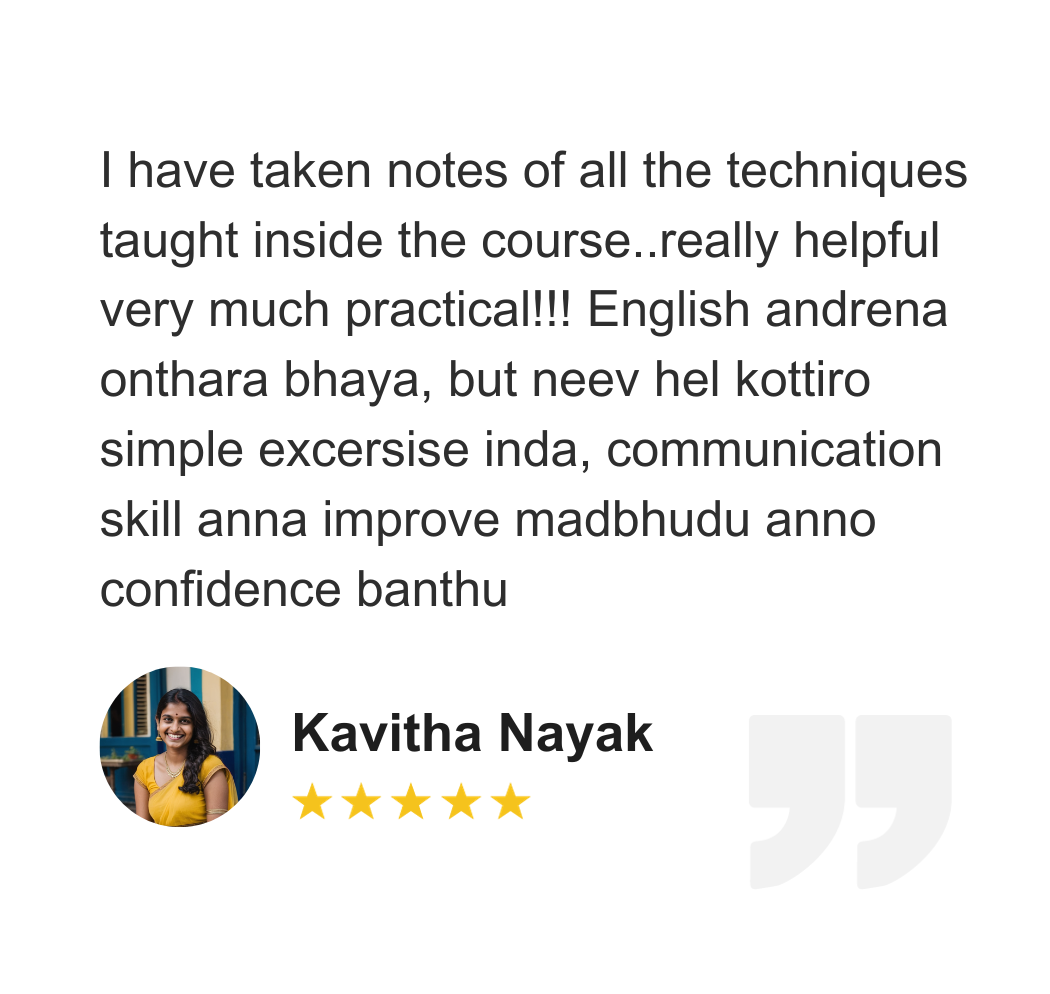 I have taken notes of all the techniques
taught inside the course..really helpful
very much practical!!! English andrena
onthara bhaya, but neev hel kottiro
simple excersise inda, communication
skill anna improve madbhudu anno
confidence banthu
Kavitha Nayak